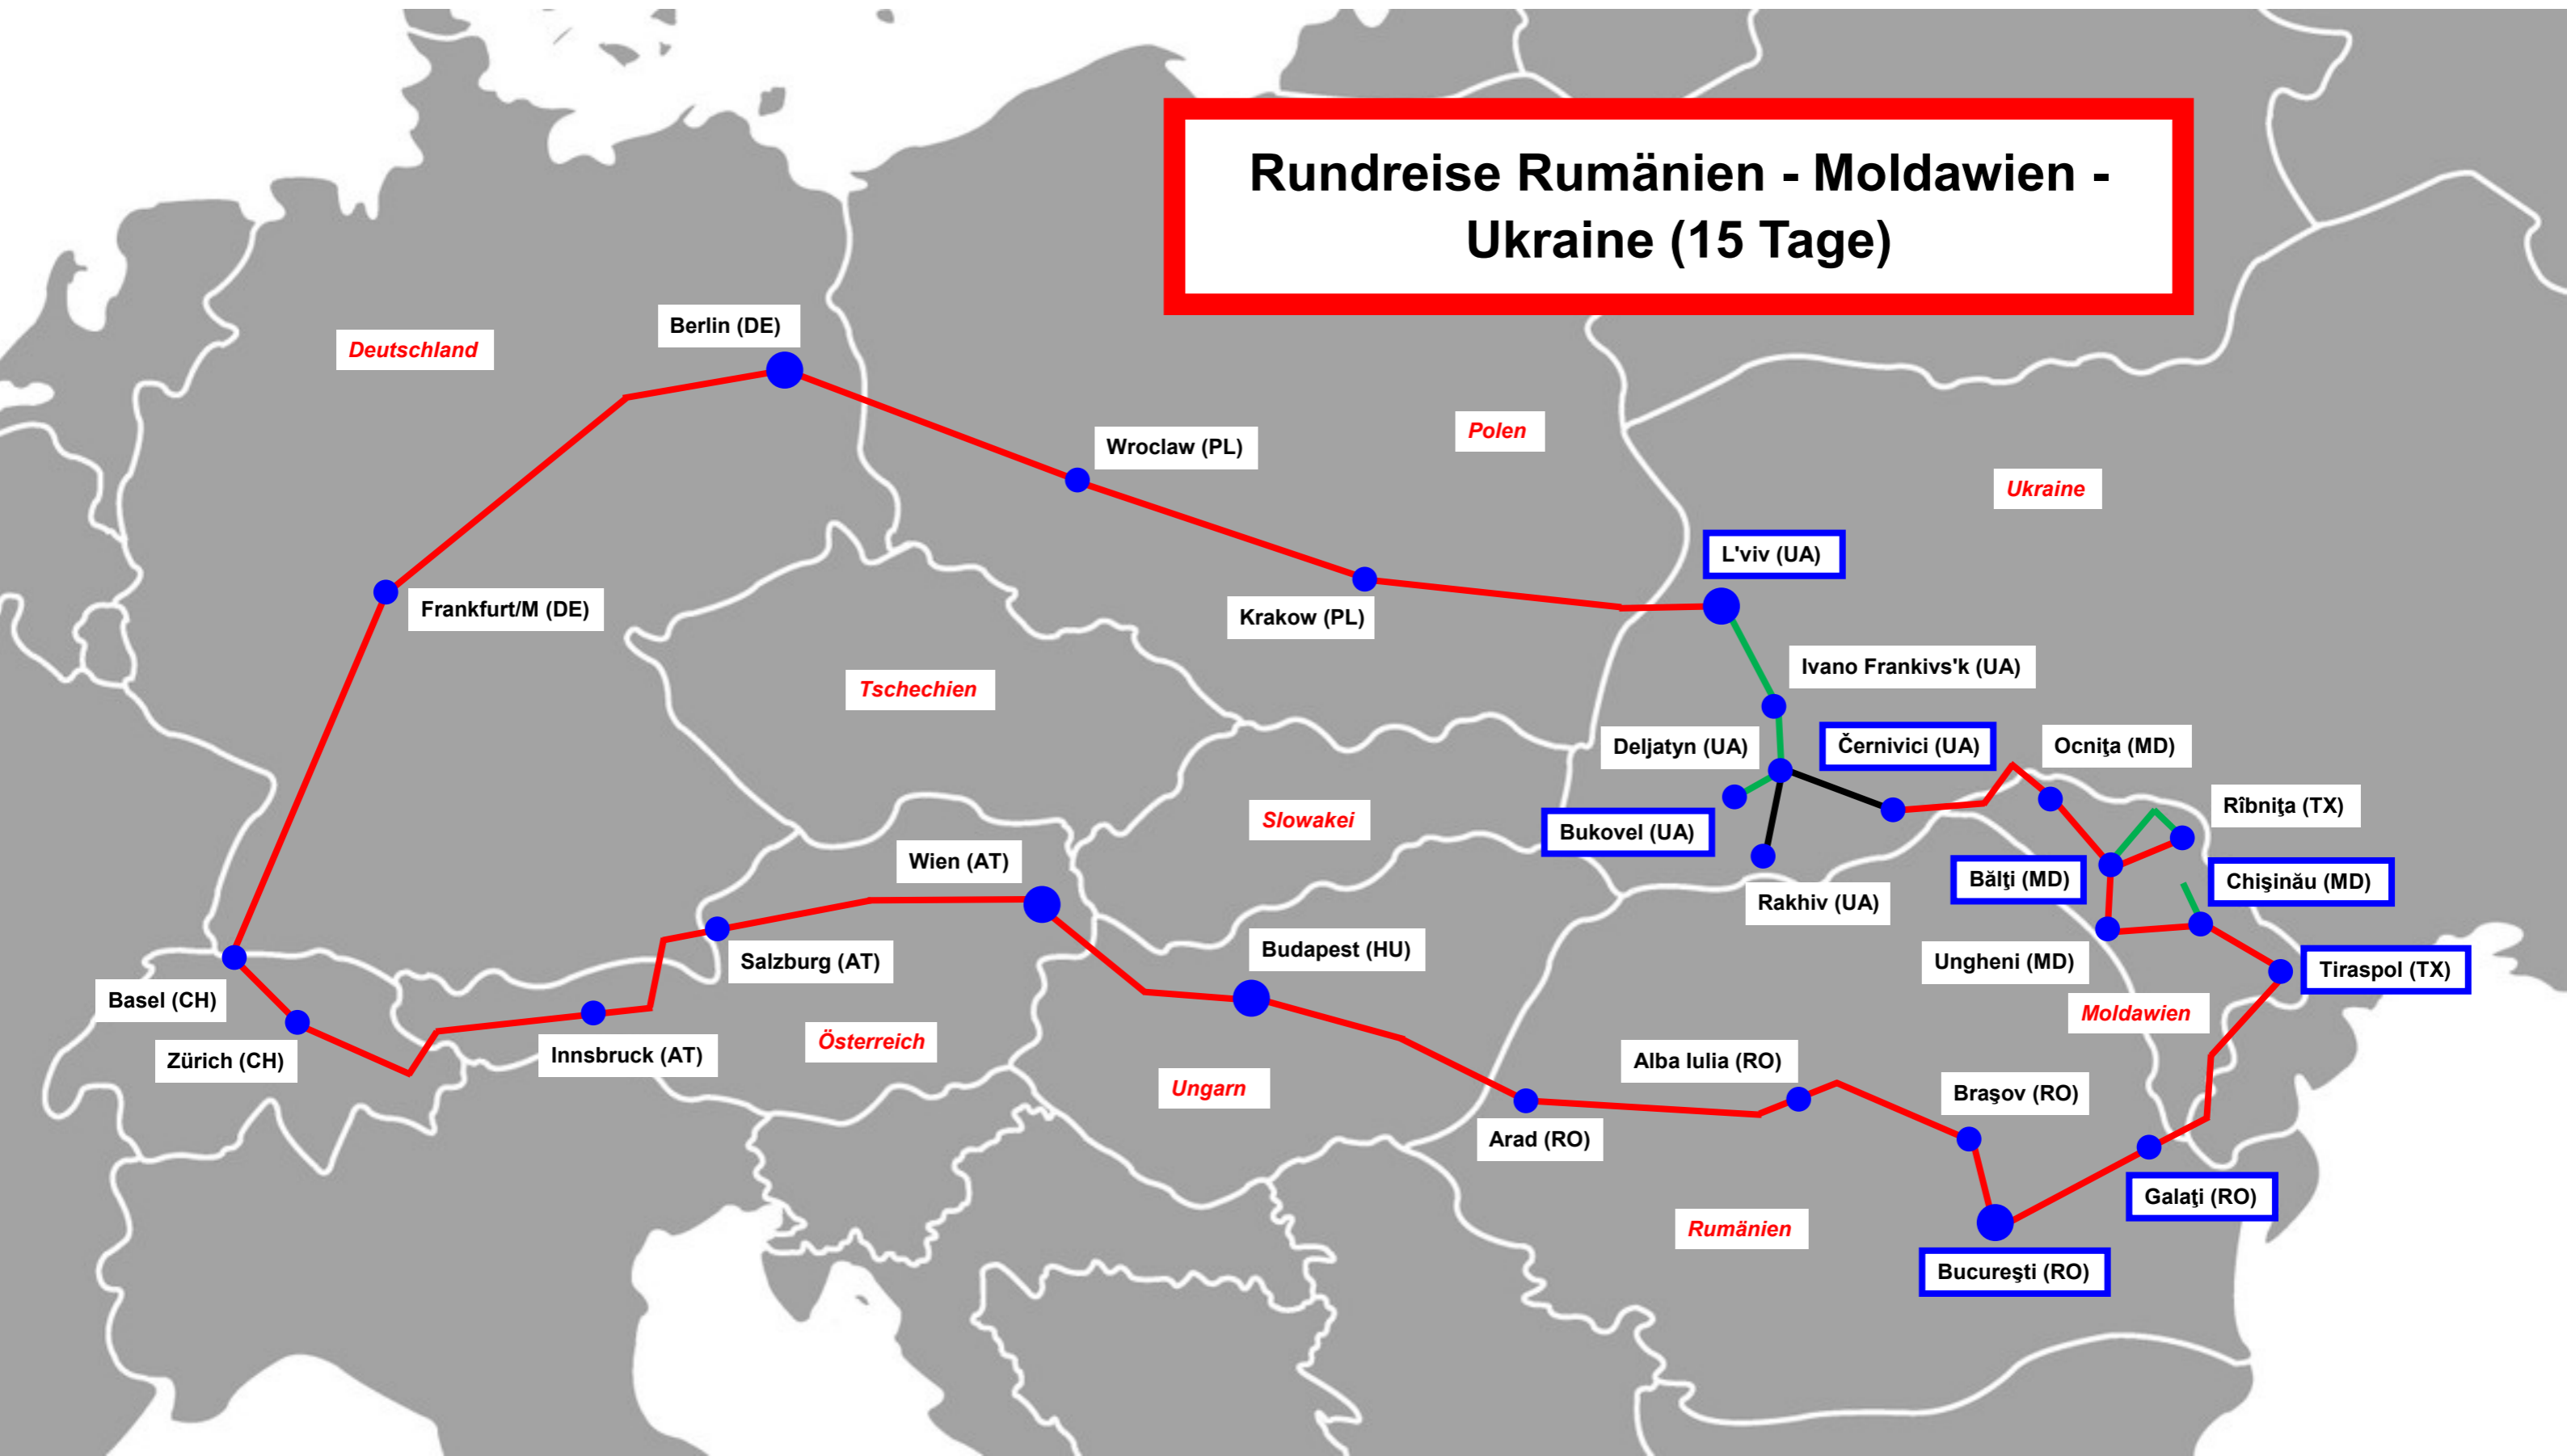 Rundreise Rumänien - Moldawien -
Ukraine (15 Tage)
Berlin (DE)
Deutschland
Polen
Wroclaw (PL)
Ukraine
L'viv (UA)
Frankfurt/M (DE)
Krakow (PL)
Ivano Frankivs'k (UA)
Tschechien
Deljatyn (UA)
Černivici (UA)
Ocniţa (MD)
Rîbniţa (TX)
Slowakei
Bukovel (UA)
Wien (AT)
Bălţi (MD)
Chişinău (MD)
Rakhiv (UA)
Budapest (HU)
Salzburg (AT)
Ungheni (MD)
Tiraspol (TX)
Basel (CH)
Moldawien
Österreich
Innsbruck (AT)
Zürich (CH)
Alba Iulia (RO)
Ungarn
Braşov (RO)
Arad (RO)
Galaţi (RO)
Rumänien
Bucureşti (RO)